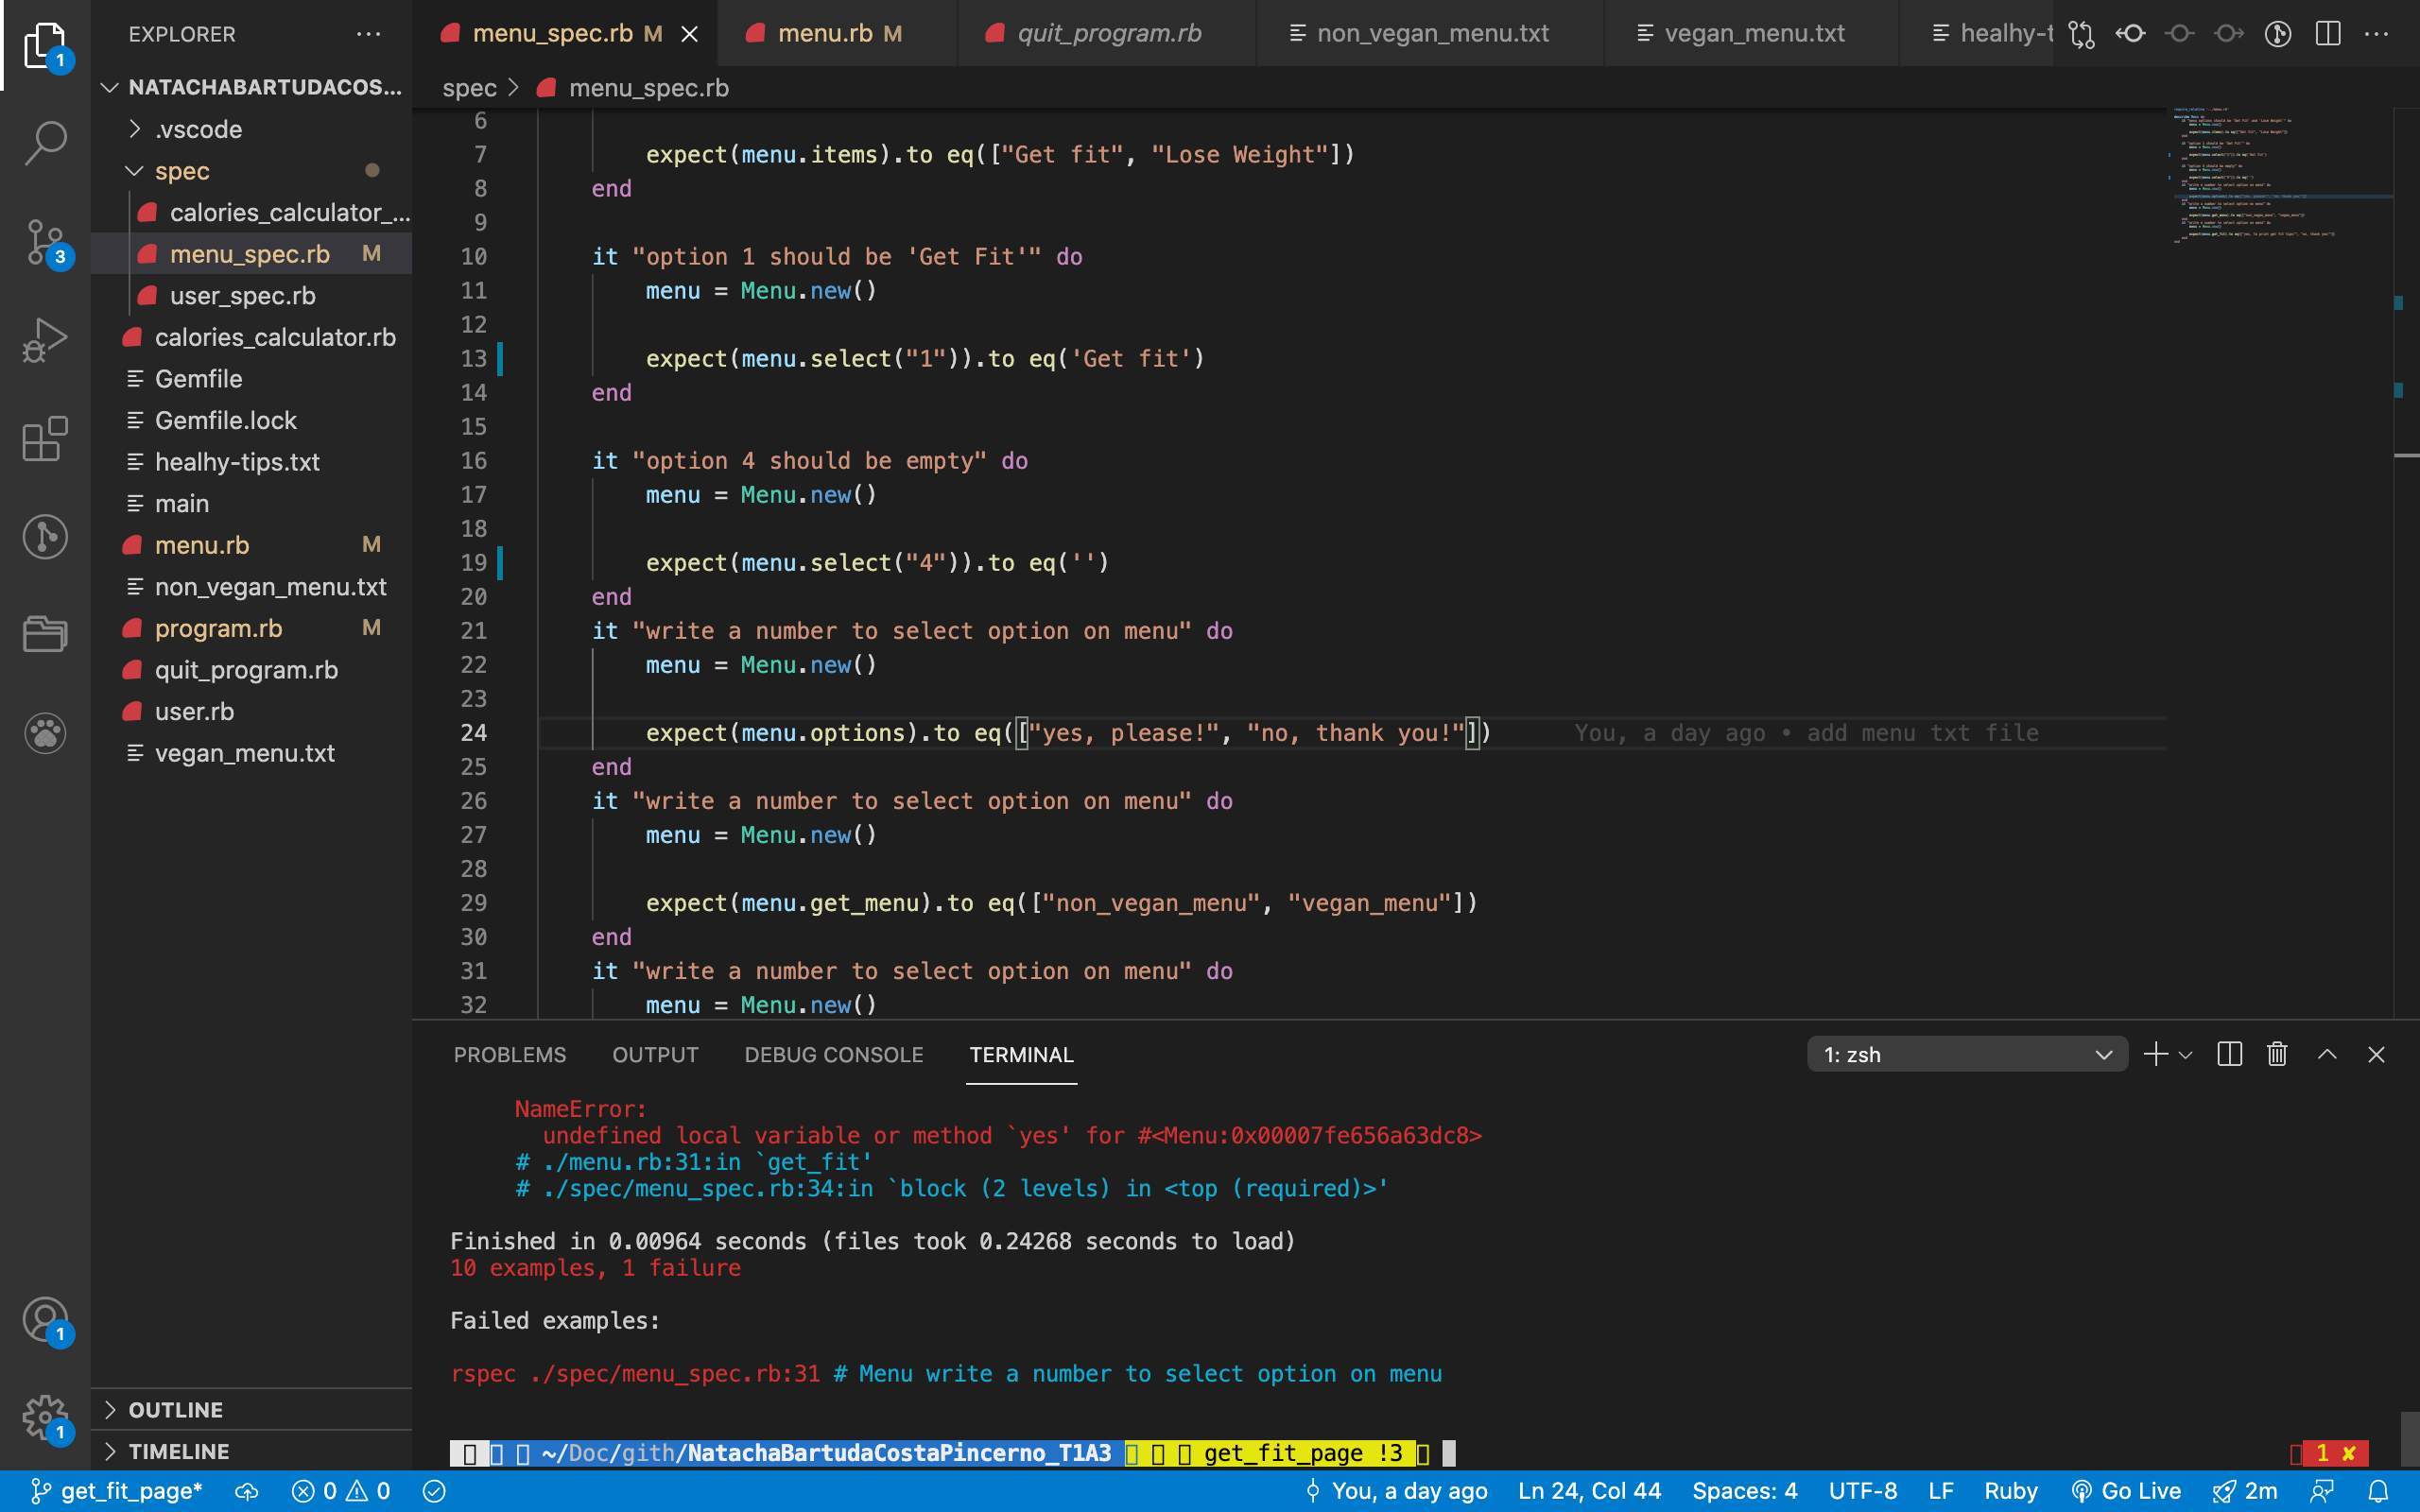 EXPLORER
menu_spec.rb M
menu.rb M
quit_program.rb
non_vegan_menu.txt
vegan_menu.txt
healhy-t
1
3
NATACHABARTUDACOS...
.vscode
spec
calories_calculator_...
menu_spec.rb M
user_spec.rb
calories_calculator.rb
Gemfile
Gemfile.lock
healhy-tips.txt
main
menu.rb M
non_vegan_menu.txt
program.rb M
quit_program.rb
user.rb
vegan_menu.txt
OUTLINE
TIMELINE
1
1
spec > menu_spec.rb
6
7 expect(menu.items).to eq(["Get fit", "Lose Weight"])
8 end
9
10 it "option 1 should be 'Get Fit'" do
11 menu = Menu.new()
12
13 expect(menu.select("1")).to eq('Get fit')
14 end
15
16 it "option 4 should be empty" do
17 menu = Menu.new()
18
19 expect(menu.select("4")).to eq('')
20 end
21 it "write a number to select option on menu" do
22 menu = Menu.new()
23
24 expect(menu.options).to eq(["yes, please!", "no, thank you!"]) You, a day ago • add menu txt file
25 end
26 it "write a number to select option on menu" do
27 menu = Menu.new()
28
29 expect(menu.get_menu).to eq(["non_vegan_menu", "vegan_menu"])
30 end
31 it "write a number to select option on menu" do
32 menu = Menu.new()
PROBLEMS OUTPUT DEBUG CONSOLE TERMINAL
1: zsh
NameError:
undefined local variable or method `yes' for #<Menu:0x00007fe656a63dc8>
# ./menu.rb:31:in `get_fit'
# ./spec/menu_spec.rb:34:in `block (2 levels) in <top (required)>'
Finished in 0.00964 seconds (files took 0.24268 seconds to load)
10 examples, 1 failure
Failed examples:
rspec ./spec/menu_spec.rb:31 # Menu write a number to select option on menu
~/Doc/gith/NatachaBartudaCostaPincerno_T1A3 get_fit_page !3
1 ✘
get_fit_page* 0 0
You, a day ago Ln 24, Col 44 Spaces: 4 UTF-8 LF Ruby Go Live 2m